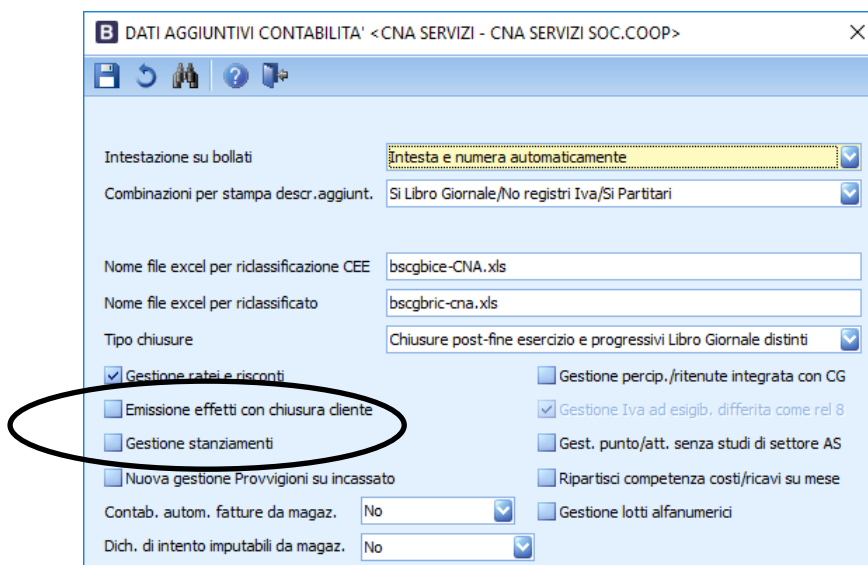 B DATI AGGIUNTIVI CONTABILITA' <CNA SERVIZI - CNA SERVIZI SOC.COOP>
Intestazione su bollati Intesta e numera automaticamente
Combinazioni per stampa descr.aggiunt. Si Libro Giornale/No registri Iva/Si Partitari
Nome file excel per riclassificazione CEE bscgbice-CNA.xls
Nome file excel per riclassificato bscgbric-cna.xls
Tipo chiusure Chiusure post-fine esercizio e progressivi Libro Giornale distinti
Gestione ratei e risconti Gestione percip./ritenute integrata con CG
Emissione effetti con chiusura cliente Gestione Iva ad esigib. differita come rel 8
Gestione stanziamenti Gest. punto/att. senza studi di settore AS
Nuova gestione Provvigioni su incassato Ripartisci competenza costi/ricavi su mese
Contab. autom. fatture da magaz. No Gestione lotti alfanumerici
Dich. di intento imputabili da magaz. No